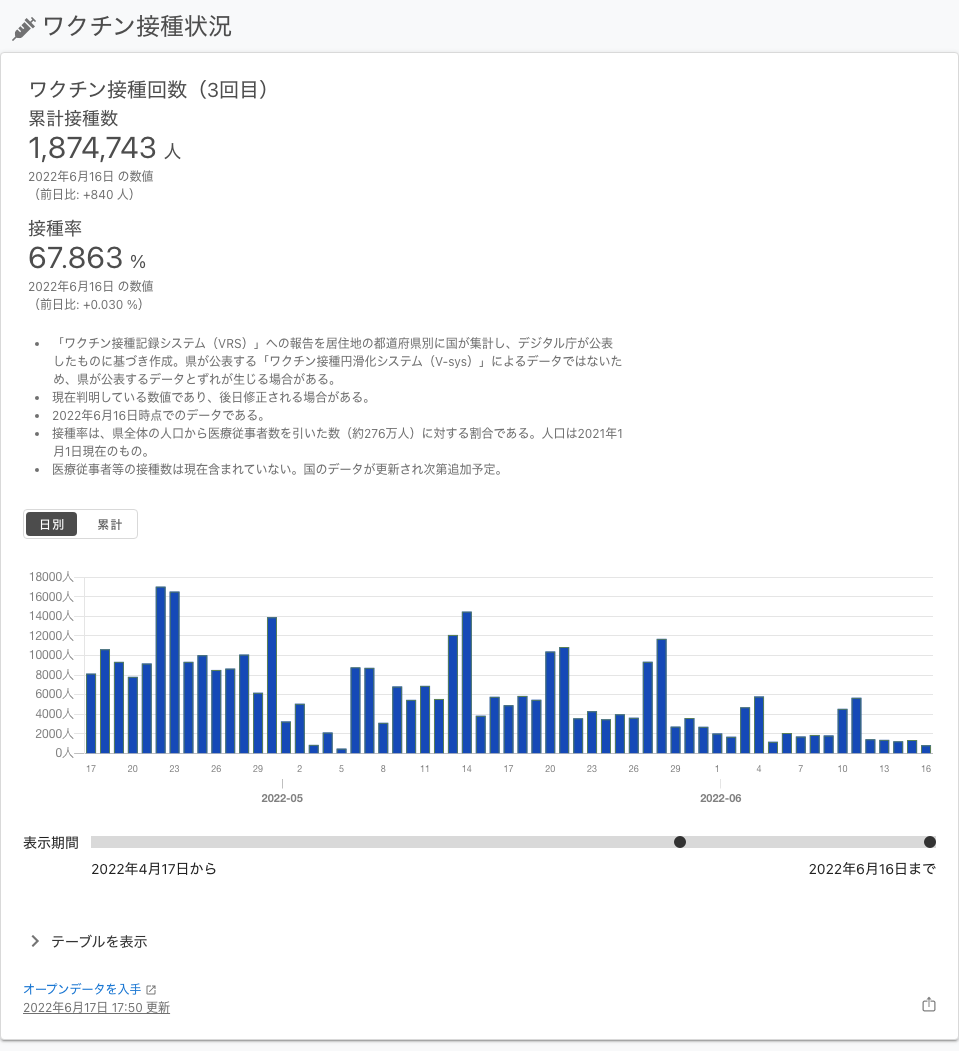 ワクチン接種状況
ワクチン接種回数（3回目）
累計接種数
1,874,743 人
2022年6月16日 の数値
（前日比: +840 人）
接種率
67.863 %
2022年6月16日 の数値
（前日比: +0.030 %）
• 「ワクチン接種記録システム（VRS）」への報告を居住地の都道府県別に国が集計し、デジタル庁が公表
したものに基づき作成。県が公表する「ワクチン接種円滑化システム（V-sys）」によるデータではないた
め、県が公表するデータとずれが生じる場合がある。
• 現在判明している数値であり、後日修正される場合がある。
• 2022年6月16日時点でのデータである。
• 接種率は、県全体の人口から医療従事者数を引いた数（約276万人）に対する割合である。人口は2021年1
月1日現在のもの。
• 医療従事者等の接種数は現在含まれていない。国のデータが更新され次第追加予定。
日別 累計
18000人
16000人
14000人
12000人
10000人
8000人
6000人
4000人
2000人
0人
17 20 23 26 29 2 5 8 11 14 17 20 23 26 29 1 4 7 10 13 16
2022-05 2022-06
表示期間
2022年4月17日から 2022年6月16日まで
テーブルを表示
オープンデータを入手
2022年6月17日 17:50 更新